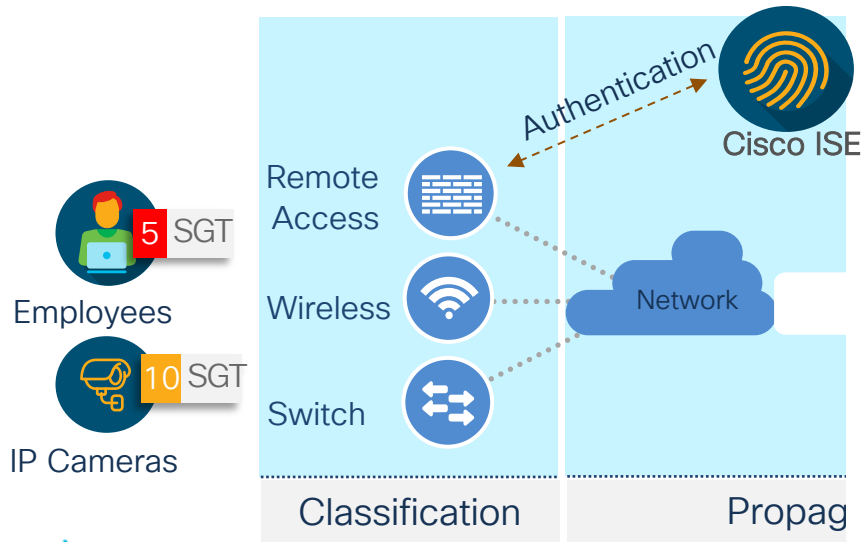 Authentication
Cisco ISE
Remote
Access
5 SGT
Employees
Wireless
Network
10 SGT
Switch
IP Cameras
Classification
Propag